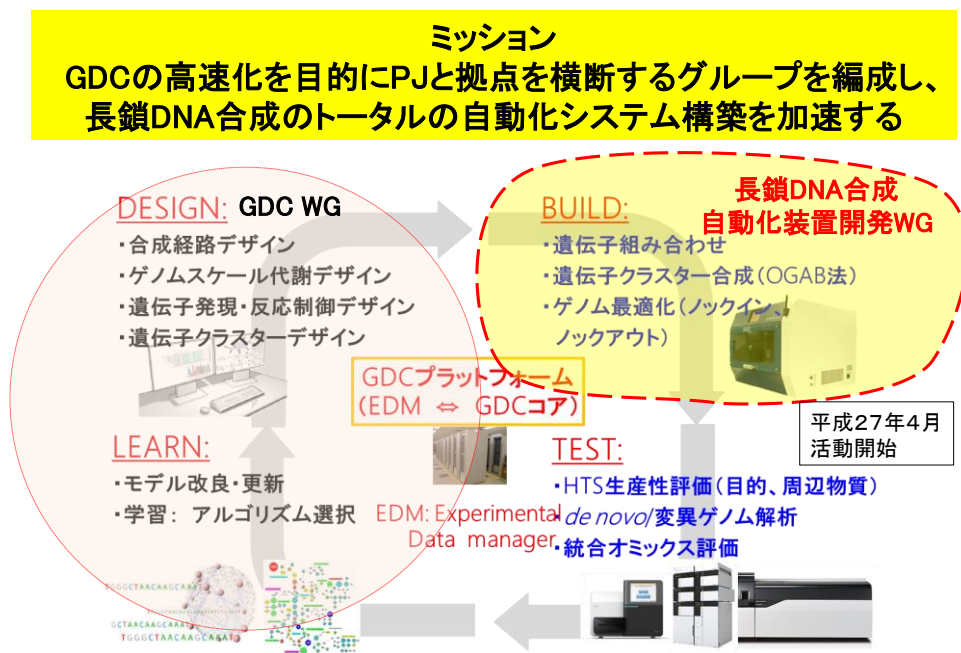 ミッション
GDCの高速化を目的にPJと拠点を横断するグループを編成し、
長鎖DNA合成のトータルの自動化システム構築を加速する
DESIGN: GDC WG
・合成経路デザイン
・ゲノムスケール代謝デザイン
・遺伝子発現・反応制御デザイン
・遺伝子クラスターデザイン
BUILD:
長鎖DNA合成
自動化装置開発WG
・遺伝子組み合わせ
・遺伝子クラスター合成(OGAB法)
・ゲノム最適化(ノックイン、
ノックアウト)
GDCプラットフォーム
(EDM ⇔ GDCコア)
平成27年4月
活動開始
LEARN:
・モデル改良・更新
・学習: アルゴリズム選択
EDM: Experimental
Data manager
TEST:
・HTS生産性評価(目的、周辺物質)
・de novo/変異ゲノム解析
・統合オミックス評価
TGGGCTAACAAGCAAA
GCTAACAAGCAAAT
TGGGCTAACAAGCAGAT